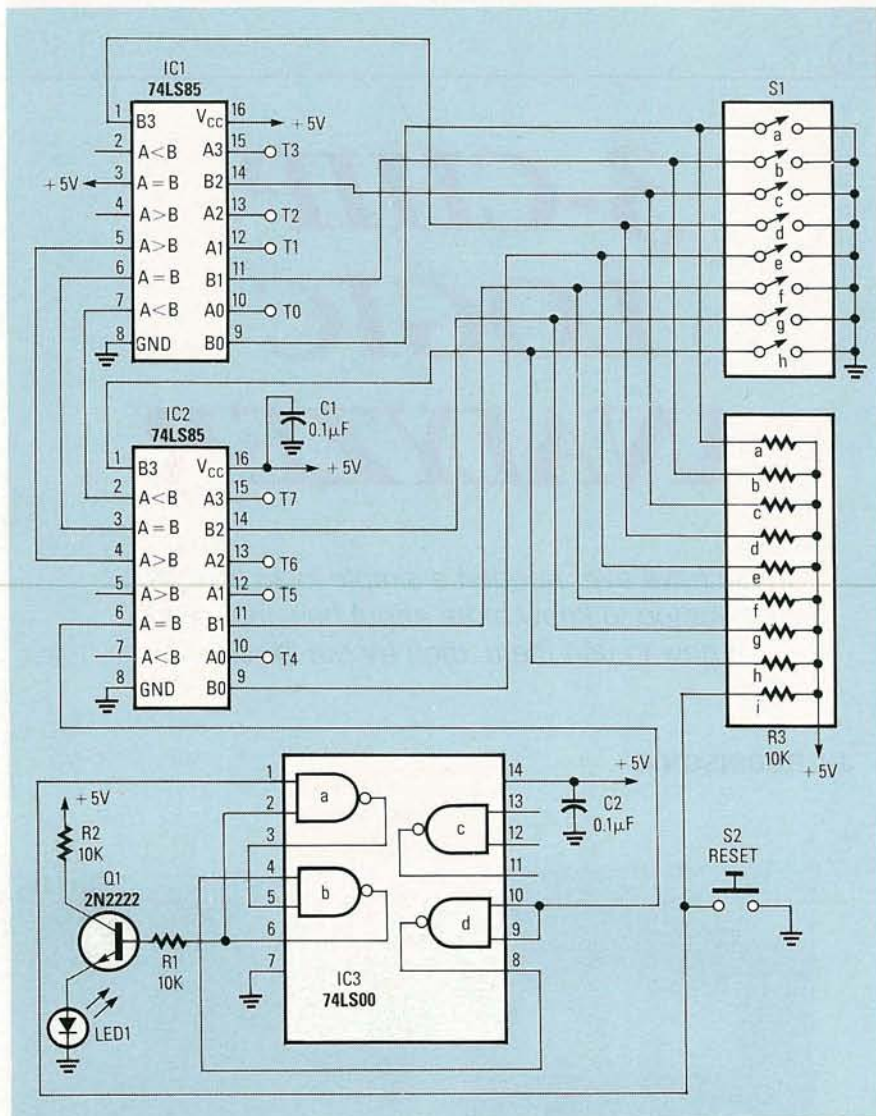 IC1
74LS85
1 B3 VCC 16 +5V
2 A<B A3 15 T3
+5V 3 A=B B2 14
4 A>B A2 13 T2
5 A>B A1 12 T1
6 A=B B1 11
7 A<B A0 10 T0
8 GND B0 9
S1
a
b
c
d
e
f
g
h
IC2
74LS85
C1
0.1μF
1 B3 VCC 16 +5V
2 A<B A3 15 T7
3 A=B B2 14
4 A>B A2 13 T6
5 A>B A1 12 T5
6 A=B B1 11
7 A<B A0 10 T4
8 GND B0 9
a
b
c
d
e
f
g
h
i
R3
10K
+5V
1 a 14 +5V
2 13
3 c 12
4 11
5 b 10
6 d 9
7 8
IC3
74LS00
C2
0.1μF
S2
RESET
+5V
R2
10K
Q1
2N2222
R1
10K
LED1